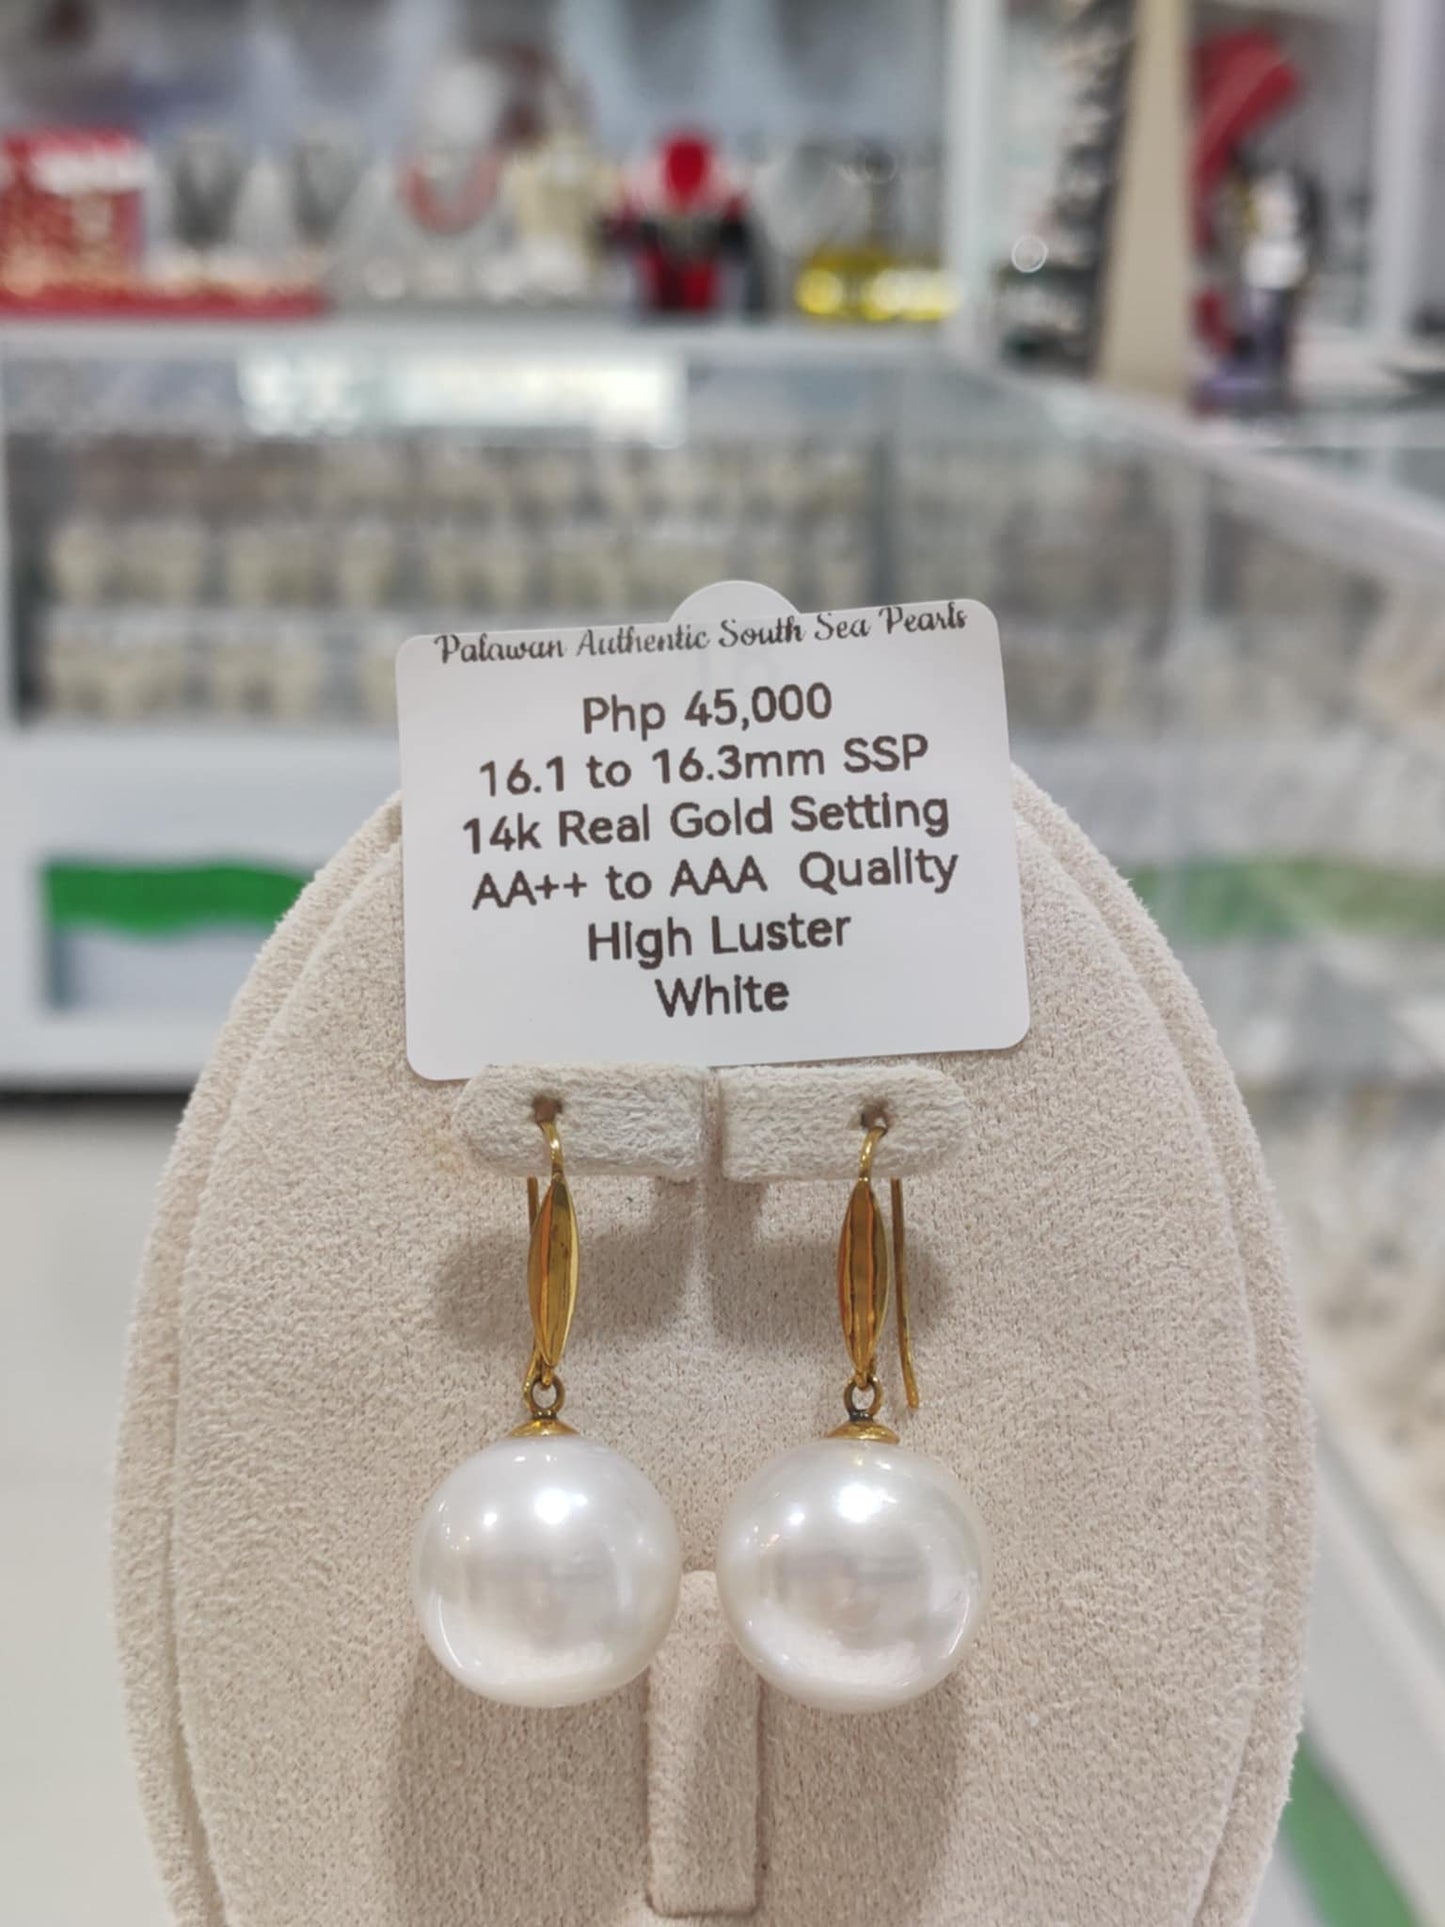 Palawan Authentic South Sea Pearls
Php 45,000
16.1 to 16.3mm SSP
14k Real Gold Setting
AA++ to AAA Quality
High Luster
White